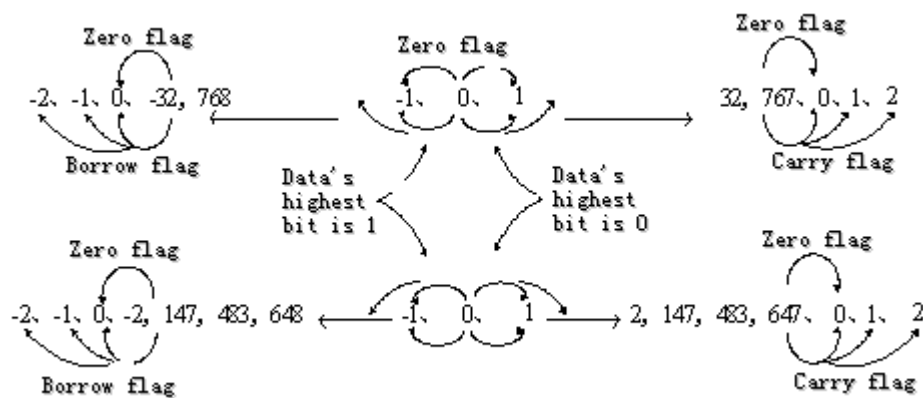 Zero flag
Zero flag
Zero flag
-2、-1、0、-32, 768
-1、 0、 1
32, 767、0、1、2
Borrow flag
Carry flag
Data's
highest
bit is 1
Data's
highest
bit is 0
Zero flag
Zero flag
-2、-1、0、-2, 147, 483, 648
-1、 0、 1
2, 147, 483, 647、0、1、2
Borrow flag
Carry flag